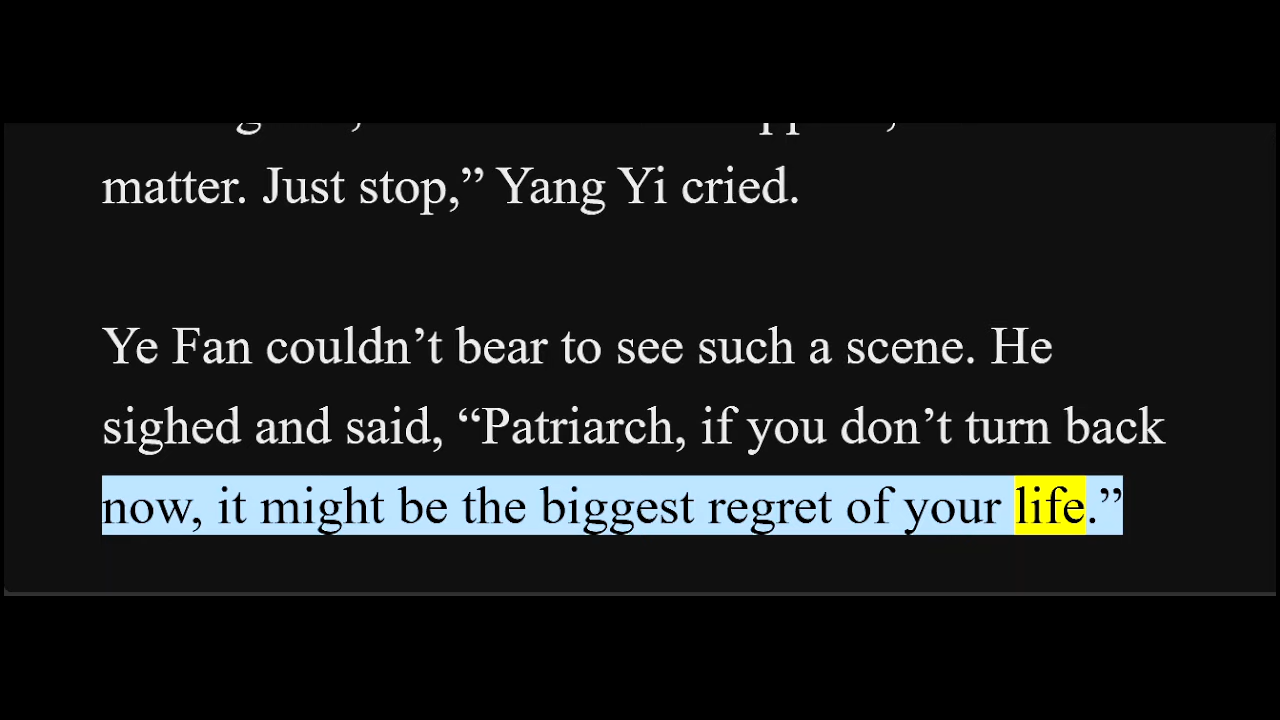 matter. Just stop,” Yang Yi cried.
Ye Fan couldn’t bear to see such a scene. He
sighed and said, “Patriarch, if you don’t turn back
now, it might be the biggest regret of your life.”